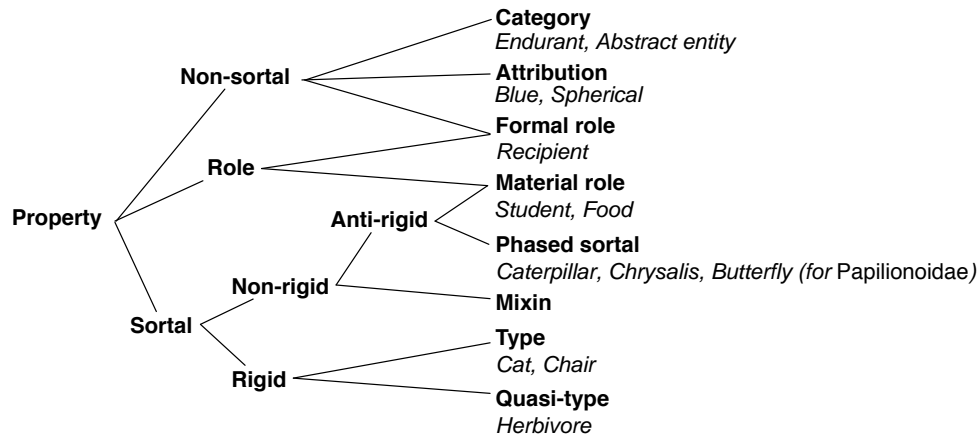 Category
Endurant, Abstract entity
Non-sortal
Attribution
Blue, Spherical
Formal role
Recipient
Role
Material role
Student, Food
Property
Anti-rigid
Phased sortal
Caterpillar, Chrysalis, Butterfly (for Papilionoidae)
Non-rigid
Mixin
Sortal
Type
Cat, Chair
Rigid
Quasi-type
Herbivore